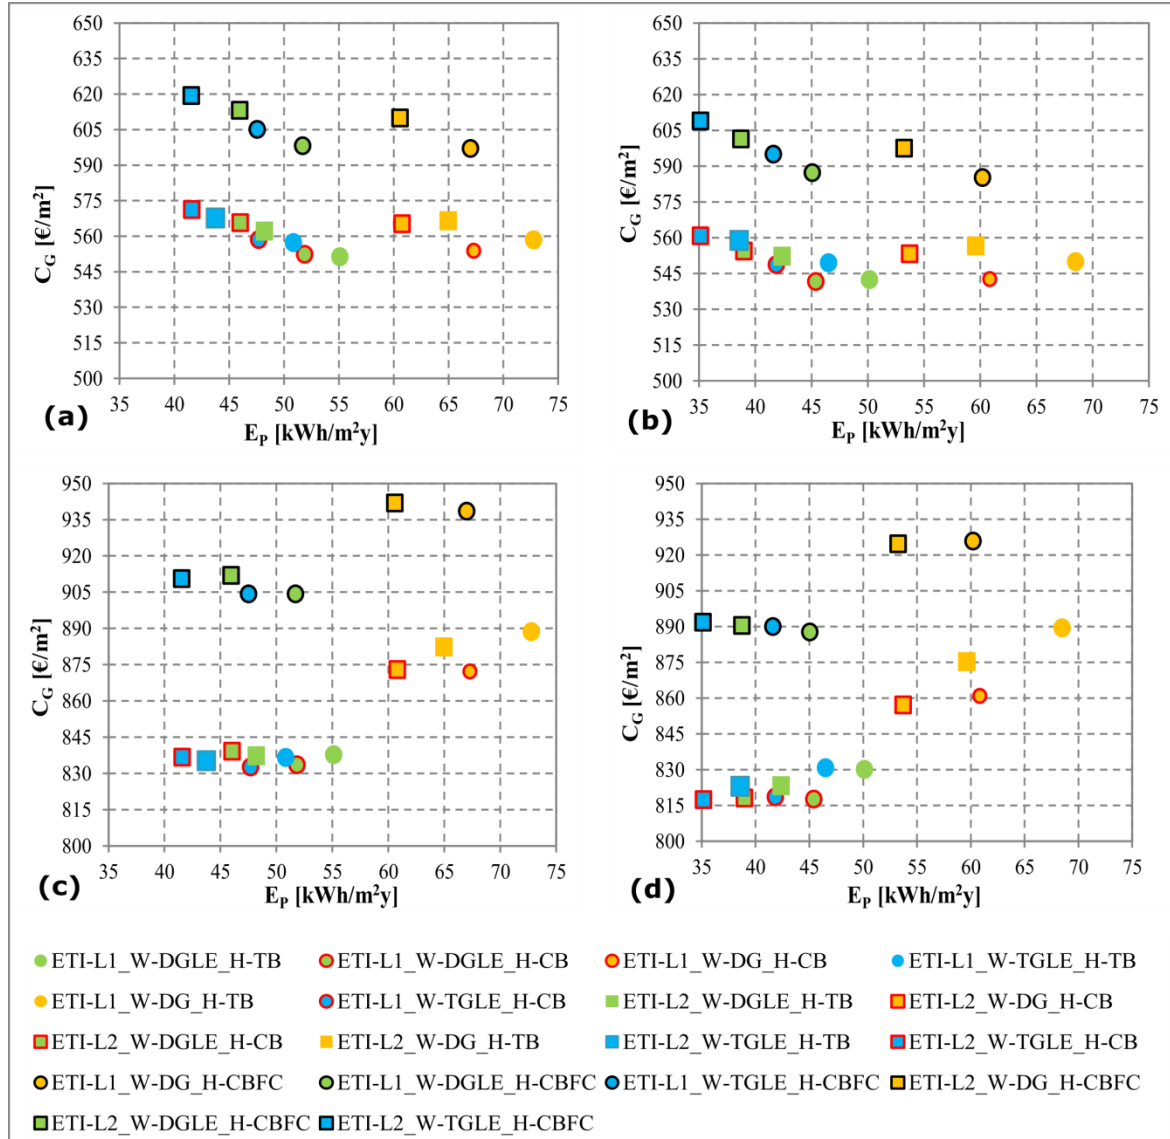 650
635
620
605
590
575
560
545
530
515
500
C_G [€/m²]
35 40 45 50 55 60 65 70 75
(a)
E_P [kWh/m²y]
650
635
620
605
590
575
560
545
530
515
500
C_G [€/m²]
35 40 45 50 55 60 65 70 75
(b)
E_P [kWh/m²y]
950
935
920
905
890
875
860
845
830
815
800
C_G [€/m²]
35 40 45 50 55 60 65 70 75
(c)
E_P [kWh/m²y]
950
935
920
905
890
875
860
845
830
815
800
C_G [€/m²]
35 40 45 50 55 60 65 70 75
(d)
E_P [kWh/m²y]
ETI-L1_W-DGLE_H-TB ETI-L1_W-DGLE_H-CB ETI-L1_W-DG_H-CB ETI-L1_W-TGLE_H-TB
ETI-L1_W-DG_H-TB ETI-L1_W-TGLE_H-CB ETI-L2_W-DGLE_H-TB ETI-L2_W-DG_H-CB
ETI-L2_W-DGLE_H-CB ETI-L2_W-DG_H-TB ETI-L2_W-TGLE_H-TB ETI-L2_W-TGLE_H-CB
ETI-L1_W-DG_H-CBFC ETI-L1_W-DGLE_H-CBFC ETI-L1_W-TGLE_H-CBFC ETI-L2_W-DG_H-CBFC
ETI-L2_W-DGLE_H-CBFC ETI-L2_W-TGLE_H-CBFC